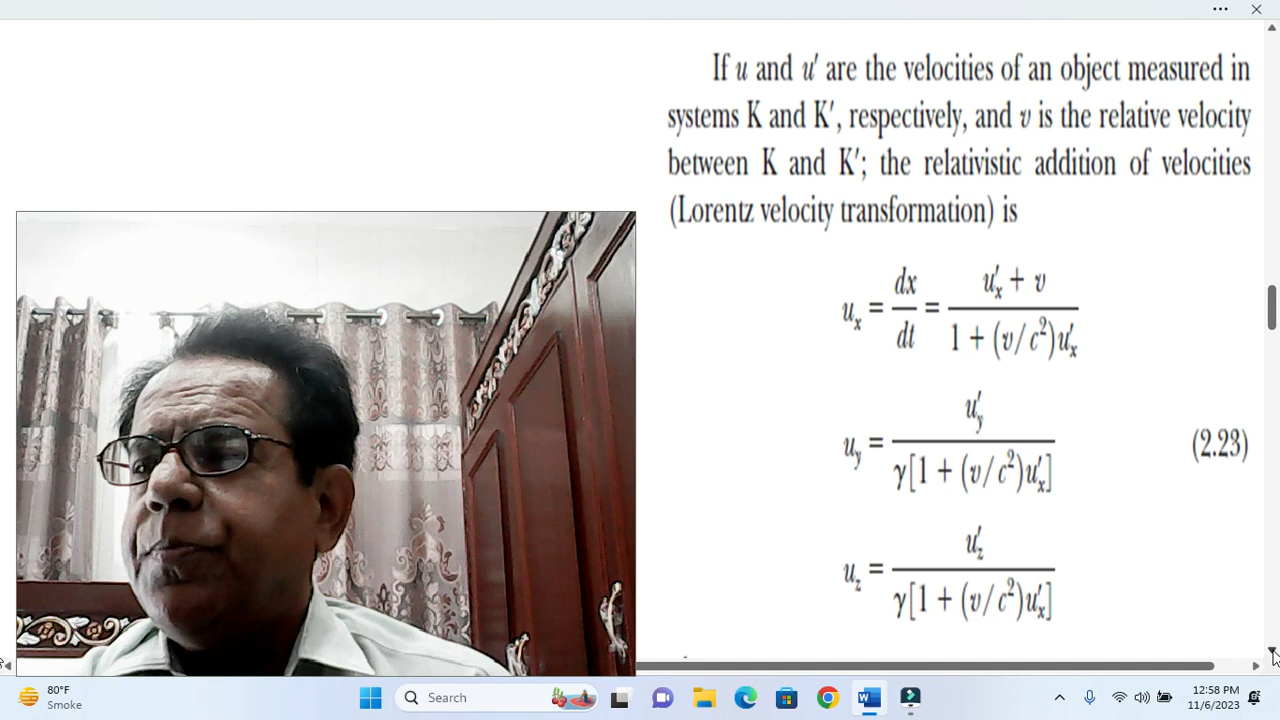 If u and u′ are the velocities of an object measured in
systems K and K′, respectively, and v is the relative velocity
between K and K′; the relativistic addition of velocities
(Lorentz velocity transformation) is
u_x = dx/dt = (u′_x + v)/(1 + (v/c²)u′_x)
u_y = u′_y/(γ[1 + (v/c²)u′_x]) (2.23)
u_z = u′_z/(γ[1 + (v/c²)u′_x])
80°F
Smoke
Search
12:58 PM
11/6/2023